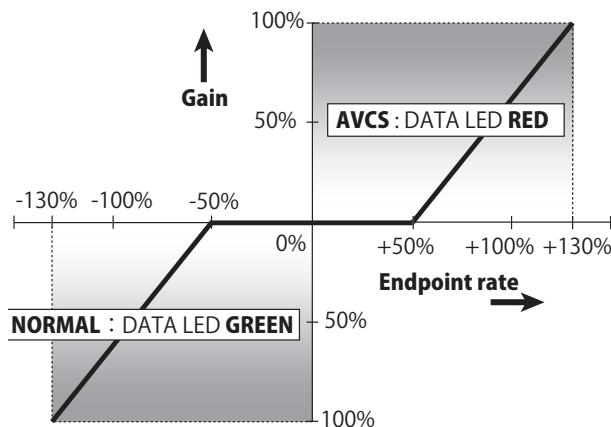 100%
Gain
50%
AVCS : DATA LED RED
-130% -100% -50%
0% +50% +100% +130%
Endpoint rate
NORMAL : DATA LED GREEN
50%
100%